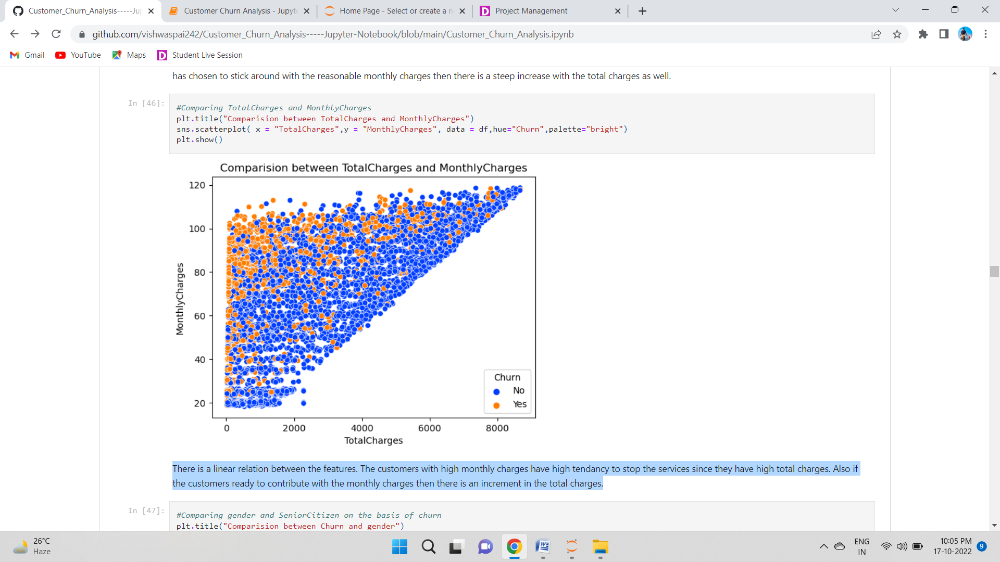 Customer_Churn_Analysis-----Ju
Customer Churn Analysis - Jupyt
Home Page - Select or create a n
Project Management
github.com/vishwaspai242/Customer_Churn_Analysis-----Jupyter-Notebook/blob/main/Customer_Churn_Analysis.ipynb
Gmail
YouTube
Maps
Student Live Session
has chosen to stick around with the reasonable monthly charges then there is a steep increase with the total charges as well.
In [46]:
#Comparing TotalCharges and MonthlyCharges
plt.title("Comparision between TotalCharges and MonthlyCharges")
sns.scatterplot( x = "TotalCharges",y = "MonthlyCharges", data = df,hue="Churn",palette="bright")
plt.show()
Comparision between TotalCharges and MonthlyCharges
120
100
80
60
40
20
MonthlyCharges
Churn
No
Yes
0 2000 4000 6000 8000
TotalCharges
There is a linear relation between the features. The customers with high monthly charges have high tendancy to stop the services since they have high total charges. Also if
the customers ready to contribute with the monthly charges then there is an increment in the total charges.
In [47]:
#Comparing gender and SeniorCitizen on the basis of churn
plt.title("Comparision between Churn and gender")
26°C
Haze
ENG
IN
10:05 PM
17-10-2022
9